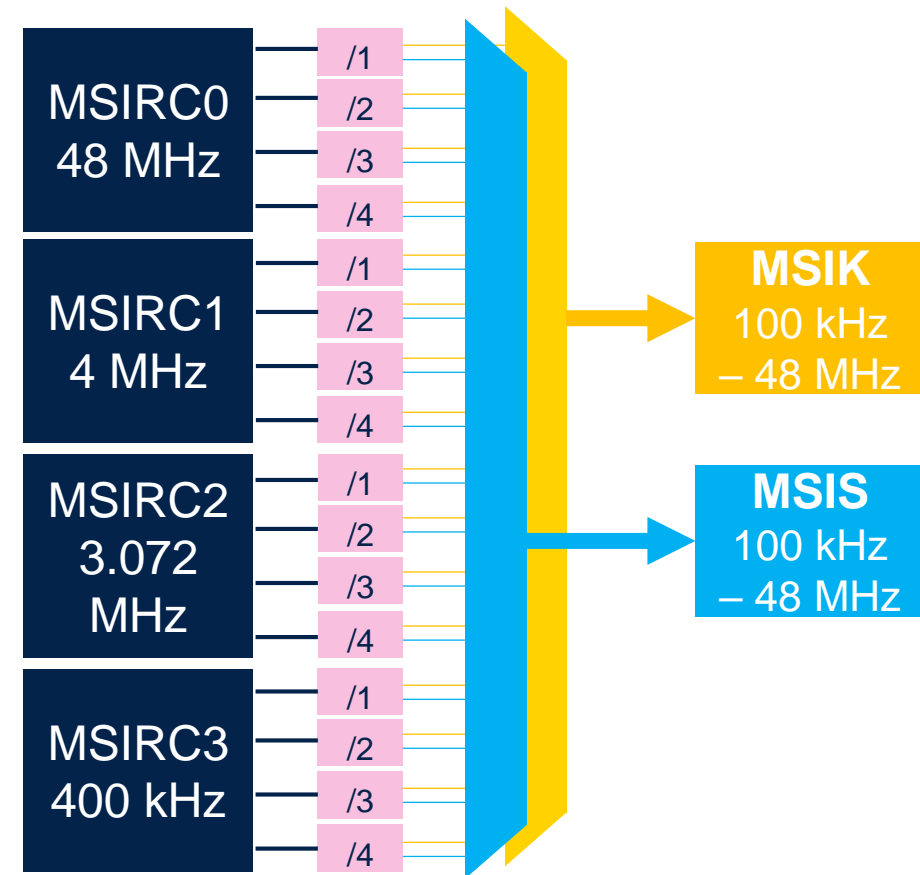 MSIRC0
48 MHz
/1
/2
/3
/4
MSIRC1
4 MHz
/1
/2
/3
/4
MSIRC2
3.072
MHz
/1
/2
/3
/4
MSIRC3
400 kHz
/1
/2
/3
/4
MSIK
100 kHz
– 48 MHz
MSIS
100 kHz
– 48 MHz